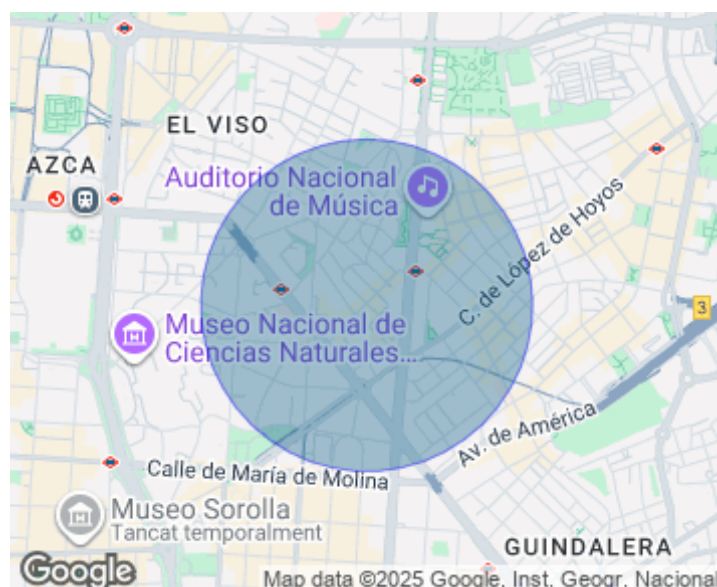 EL VISO
AZCA
Auditorio Nacional
de Música
C. de López de Hoyos
3
Museo Nacional de
Ciencias Naturales...
Av. de América
Calle de María de Molina
Museo Sorolla
Tancat temporalment
GUINDALERA
Google
Map data ©2025 Google, Inst. Geogr. Nacional